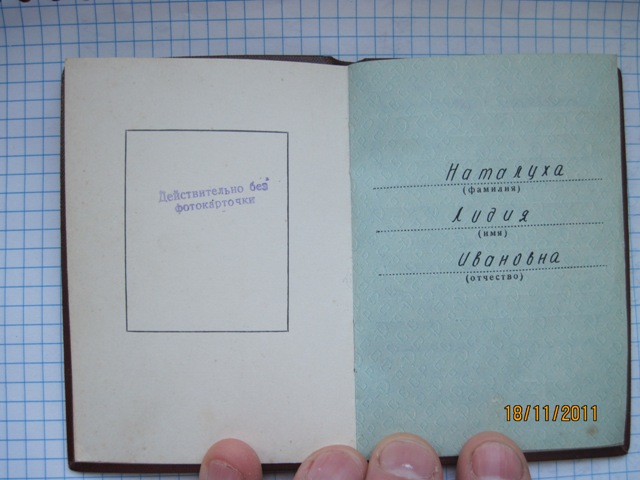 Действительно без
фотокарточки
Наталуха
(фамилия)
Лидия
(имя)
Ивановна
(отчество)
18/11/2011